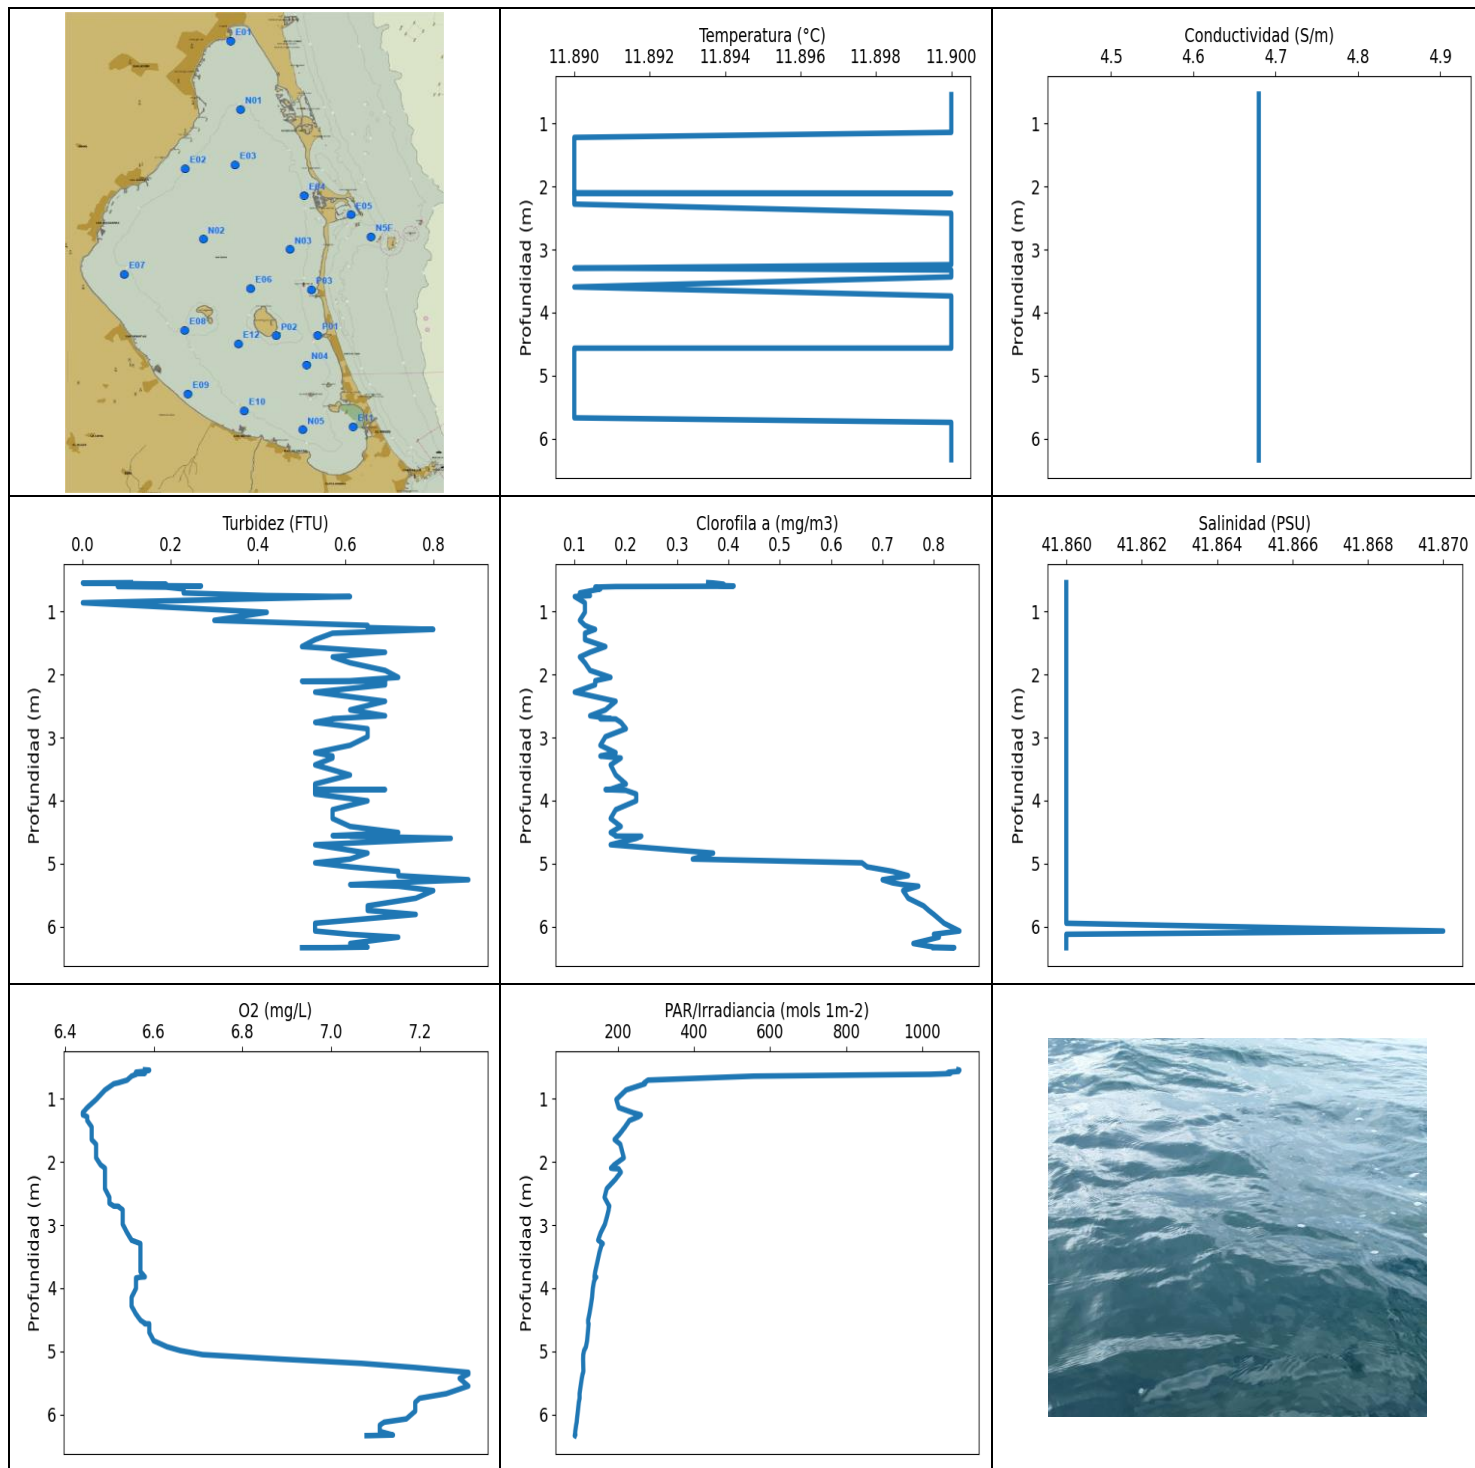 E01
N01
E02
E03
E04
E05
N5F
N02
N03
E07
E06
P03
E08
P02
P01
E12
N04
E09
E10
N05
E11
Temperatura (°C)
11.890 11.892 11.894 11.896 11.898 11.900
Profundidad (m)
1
2
3
4
5
6
Conductividad (S/m)
4.5 4.6 4.7 4.8 4.9
Profundidad (m)
1
2
3
4
5
6
Turbidez (FTU)
0.0 0.2 0.4 0.6 0.8
Profundidad (m)
1
2
3
4
5
6
Clorofila a (mg/m3)
0.1 0.2 0.3 0.4 0.5 0.6 0.7 0.8
Profundidad (m)
1
2
3
4
5
6
Salinidad (PSU)
41.860 41.862 41.864 41.866 41.868 41.870
Profundidad (m)
1
2
3
4
5
6
O2 (mg/L)
6.4 6.6 6.8 7.0 7.2
Profundidad (m)
1
2
3
4
5
6
PAR/Irradiancia (mols 1m-2)
200 400 600 800 1000
Profundidad (m)
1
2
3
4
5
6